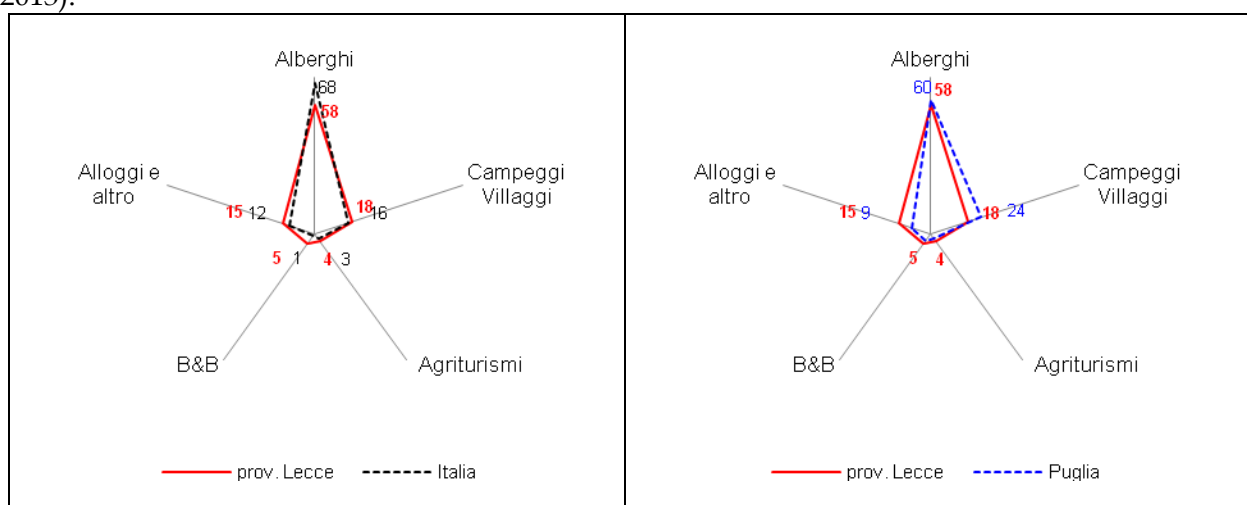 2015).
Alberghi
68
58
Alloggi e
altro
Campeggi
Villaggi
15 12
18 16
5 1 4 3
B&B
Agriturismi
prov. Lecce Italia
Alberghi
60 58
Alloggi e
altro
Campeggi
Villaggi
15 9
18 24
5 4
B&B
Agriturismi
prov. Lecce Puglia